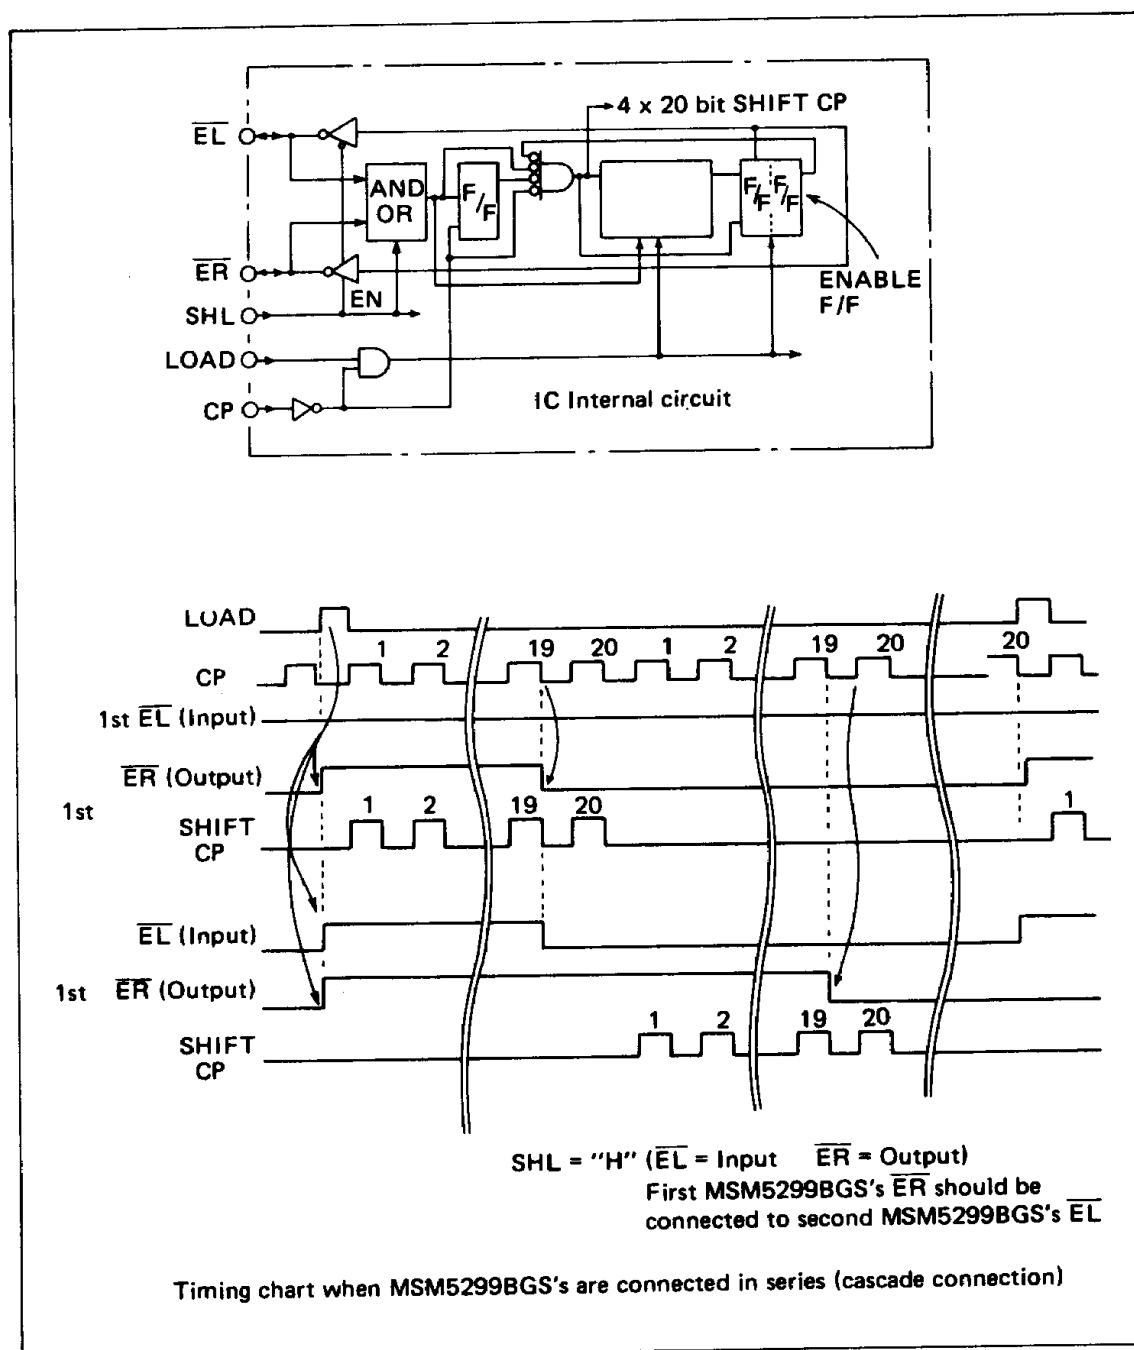 4 x 20 bit SHIFT CP
EL
AND
OR
F/F
F/F F/F
ER
EN
ENABLE
F/F
SHL
LOAD
CP
IC Internal circuit
LOAD
1 2 19 20 1 2 19 20 20
CP
1st EL (Input)
ER (Output)
1st
1 2 19 20 1
SHIFT
CP
EL (Input)
1st ER (Output)
1 2 19 20
SHIFT
CP
SHL = "H" (EL = Input ER = Output)
First MSM5299BGS's ER should be
connected to second MSM5299BGS's EL
Timing chart when MSM5299BGS's are connected in series (cascade connection)